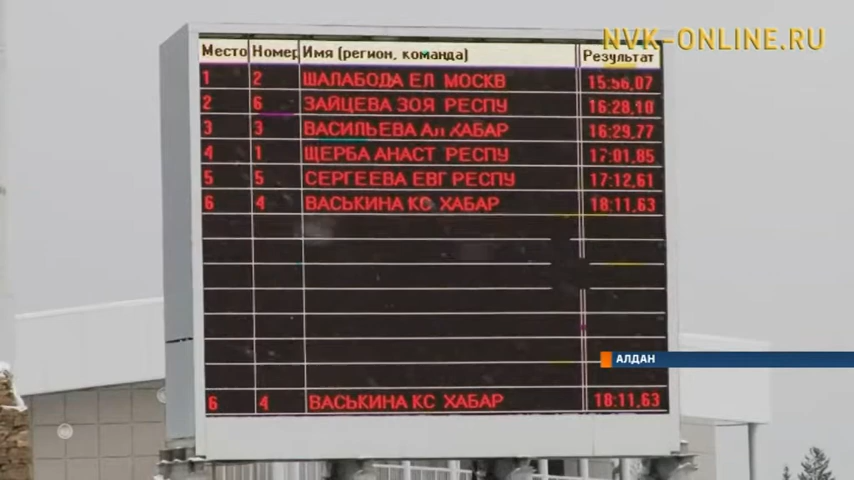 NVK-ONLINE.RU
Место Номер Имя (регион, команда) Результат
1 2 ШАЛАБОДА ЕЛ МОСКВ 15:56,07
2 6 ЗАЙЦЕВА ЗОЯ РЕСПУ 16:28,10
3 3 ВАСИЛЬЕВА АЛ ХАБАР 16:29,77
4 1 ЩЕРБА АНАСТ РЕСПУ 17:01,85
5 5 СЕРГЕЕВА ЕВГ РЕСПУ 17:12,61
6 4 ВАСЬКИНА КС ХАБАР 18:11,63
АЛДАН
6 4 ВАСЬКИНА КС ХАБАР 18:11,63